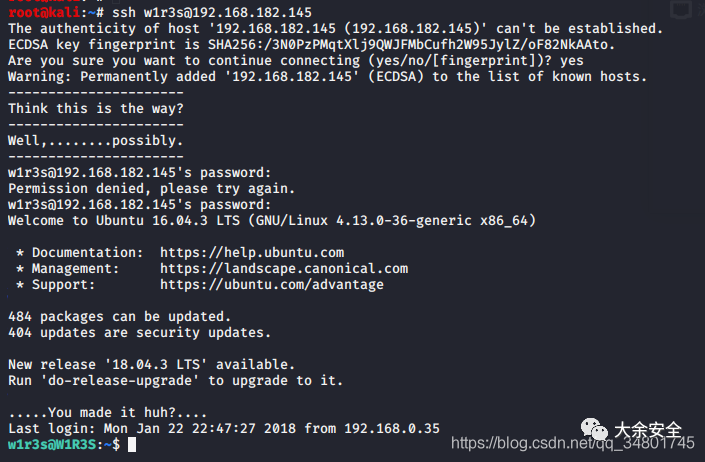 root@kali:~# ssh w1r3s@192.168.182.145
The authenticity of host '192.168.182.145 (192.168.182.145)' can't be established.
ECDSA key fingerprint is SHA256:/3N0PzPMqtXlj9QWJFMbCufh2W95JylZ/oF82NkAAto.
Are you sure you want to continue connecting (yes/no/[fingerprint])? yes
Warning: Permanently added '192.168.182.145' (ECDSA) to the list of known hosts.
----------------------
Think this is the way?
----------------------
Well,........possibly.
----------------------
w1r3s@192.168.182.145's password:
Permission denied, please try again.
w1r3s@192.168.182.145's password:
Welcome to Ubuntu 16.04.3 LTS (GNU/Linux 4.13.0-36-generic x86_64)
* Documentation:  https://help.ubuntu.com
* Management:     https://landscape.canonical.com
* Support:        https://ubuntu.com/advantage
484 packages can be updated.
404 updates are security updates.
New release '18.04.3 LTS' available.
Run 'do-release-upgrade' to upgrade to it.
.....You made it huh?....
Last login: Mon Jan 22 22:47:27 2018 from 192.168.0.35
w1r3s@W1R3S:~$
大余安全
https://blog.csdn.net/qq_34801745